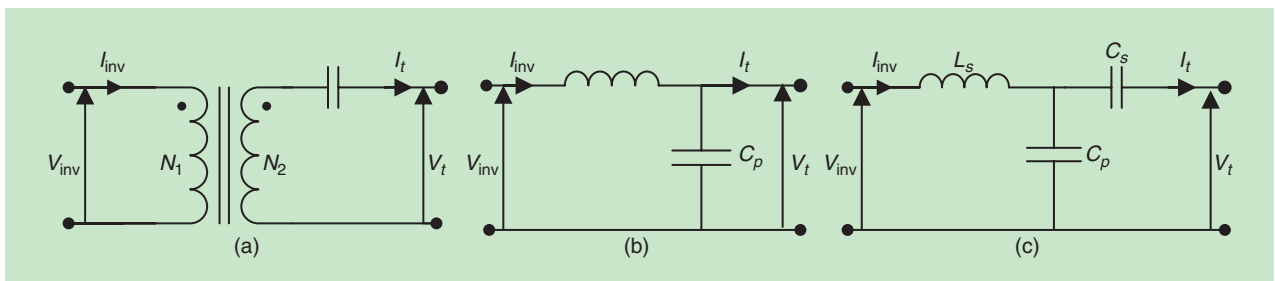 I_inv
I_t
N_1
N_2
V_inv
V_t
(a)
I_inv
I_t
C_p
V_inv
V_t
(b)
I_inv
L_s
C_s
I_t
C_p
V_inv
V_t
(c)